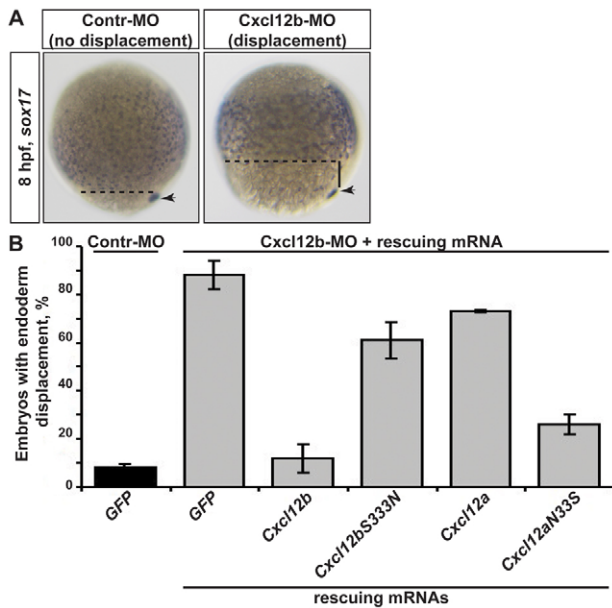 A
Contr-MO
(no displacement)
Cxcl12b-MO
(displacement)
8 hpf, sox17
B
Contr-MO
Cxcl12b-MO + rescuing mRNA
Embryos with endoderm
displacement, %
100
80
60
40
20
0
GFP
GFP
Cxcl12b
Cxcl12bS333N
Cxcl12a
Cxcl12aN33S
rescuing mRNAs